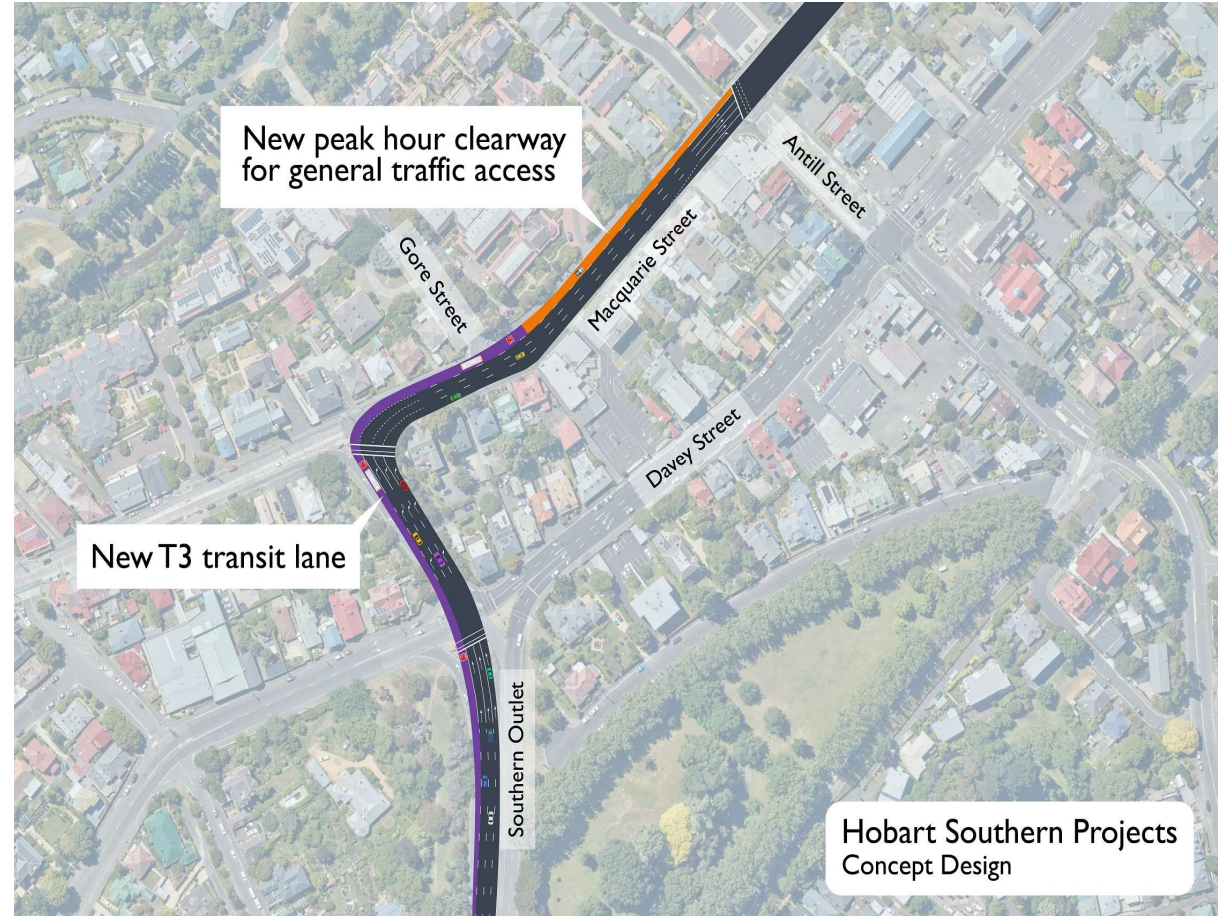 New peak hour clearway
for general traffic access
Antill Street
Gore Street
Macquarie Street
Davey Street
New T3 transit lane
Southern Outlet
Hobart Southern Projects
Concept Design